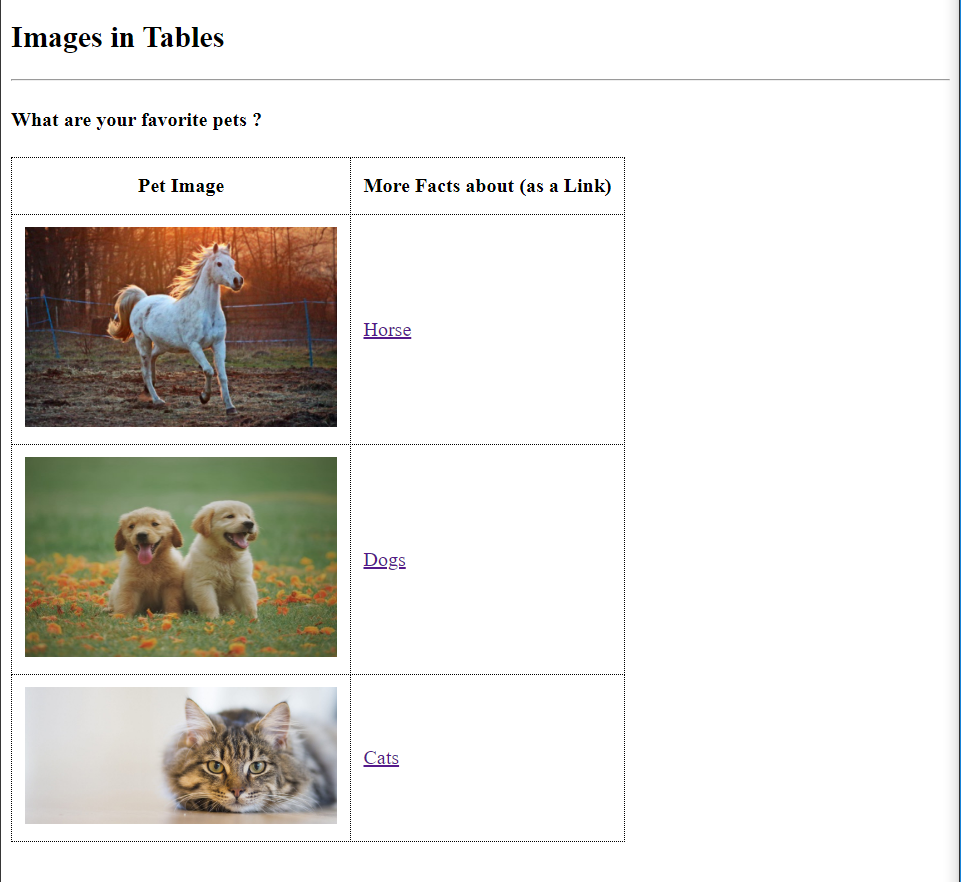 Images in Tables
What are your favorite pets ?
Pet Image
More Facts about (as a Link)
Horse
Dogs
Cats